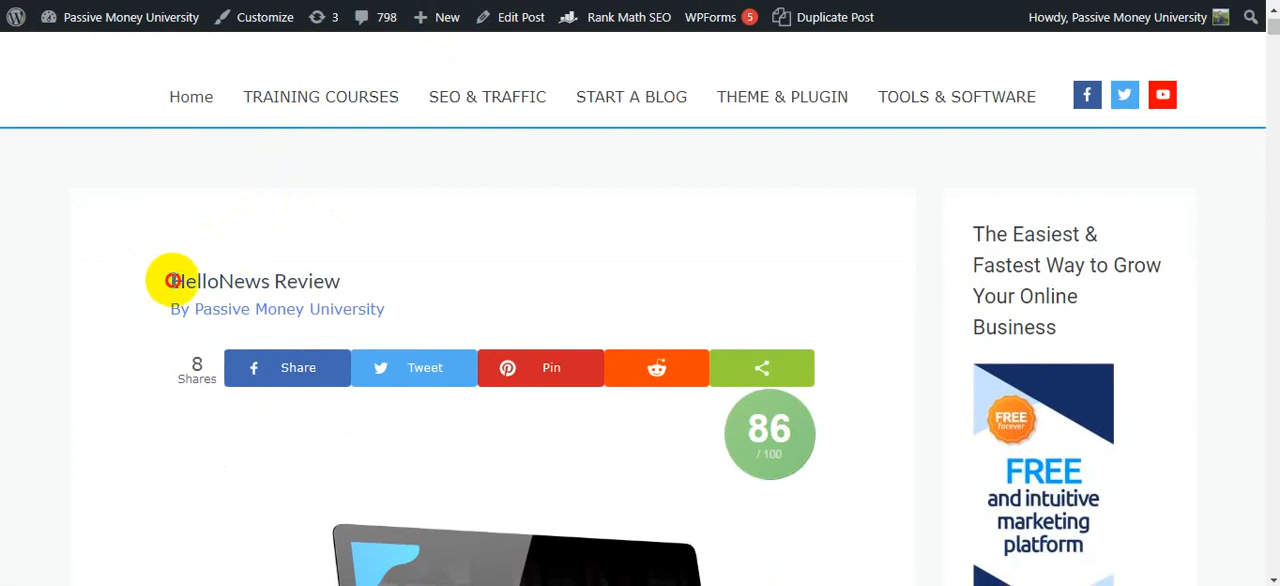 Passive Money University Customize 3 798 New Edit Post Rank Math SEO WPForms 5 Duplicate Post Howdy, Passive Money University
Home TRAINING COURSES SEO & TRAFFIC START A BLOG THEME & PLUGIN TOOLS & SOFTWARE
HelloNews Review
By Passive Money University
8
Shares
Share Tweet Pin
86
/ 100
The Easiest &
Fastest Way to Grow
Your Online
Business
FREE
forever
FREE
and intuitive
marketing
platform